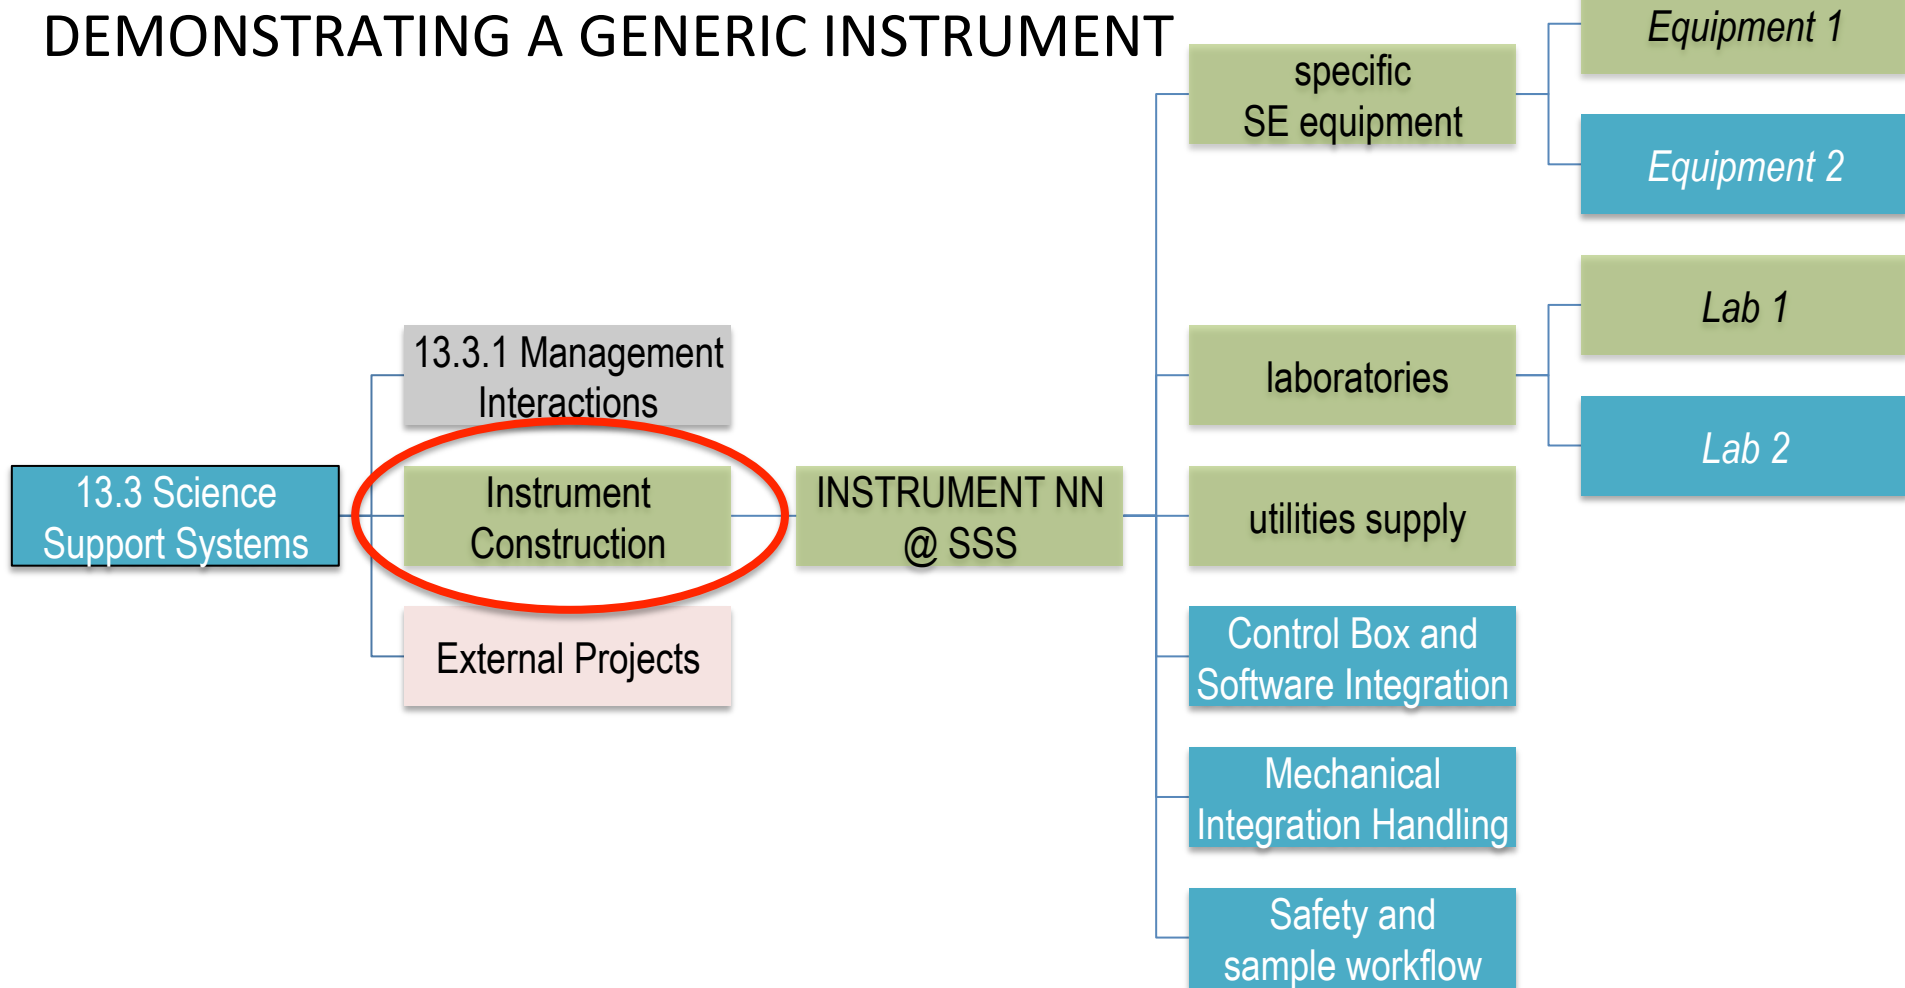 DEMONSTRATING A GENERIC INSTRUMENT
Equipment 1
specific
SE equipment
Equipment 2
Lab 1
13.3.1 Management
Interactions
laboratories
Lab 2
13.3 Science
Support Systems
Instrument
Construction
INSTRUMENT NN
@ SSS
utilities supply
External Projects
Control Box and
Software Integration
Mechanical
Integration Handling
Safety and
sample workflow